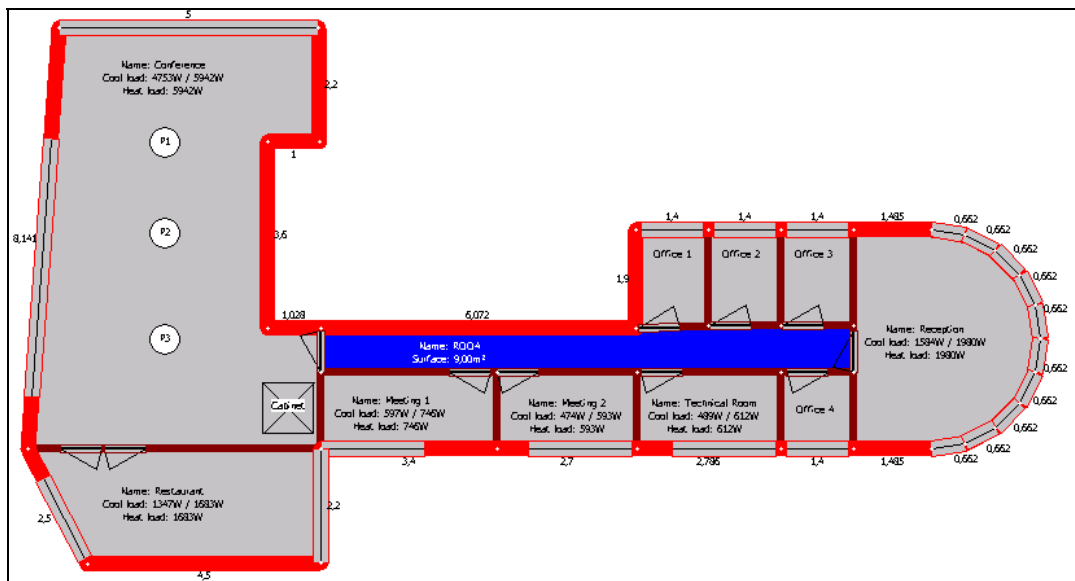 5
Name: Conference
Cool load: 4753W / 5942W
Heat load: 5942W
2,2
P1
1
P2
8,141
3,6
P3
1,028
6,072
1,9
1,4
1,4
1,4
1,485
Office 1
Office 2
Office 3
0,662
0,662
0,662
0,662
0,662
0,662
0,662
0,662
0,662
Name: Reception
Cool load: 1584W / 1980W
Heat load: 1980W
Name: R004
Surface: 9,00m²
Cabinet
Name: Meeting 1
Cool load: 597W / 746W
Heat load: 746W
Name: Meeting 2
Cool load: 474W / 593W
Heat load: 593W
Name: Technical Room
Cool load: 489W / 612W
Heat load: 612W
Office 4
3,4
2,7
2,786
1,4
1,485
Name: Restaurant
Cool load: 1347W / 1683W
Heat load: 1683W
2,2
2,5
4,5